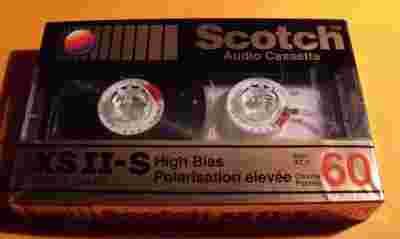 Scotch
Audio Cassette
XS II-S
High Bias
Polarisation elevée
60